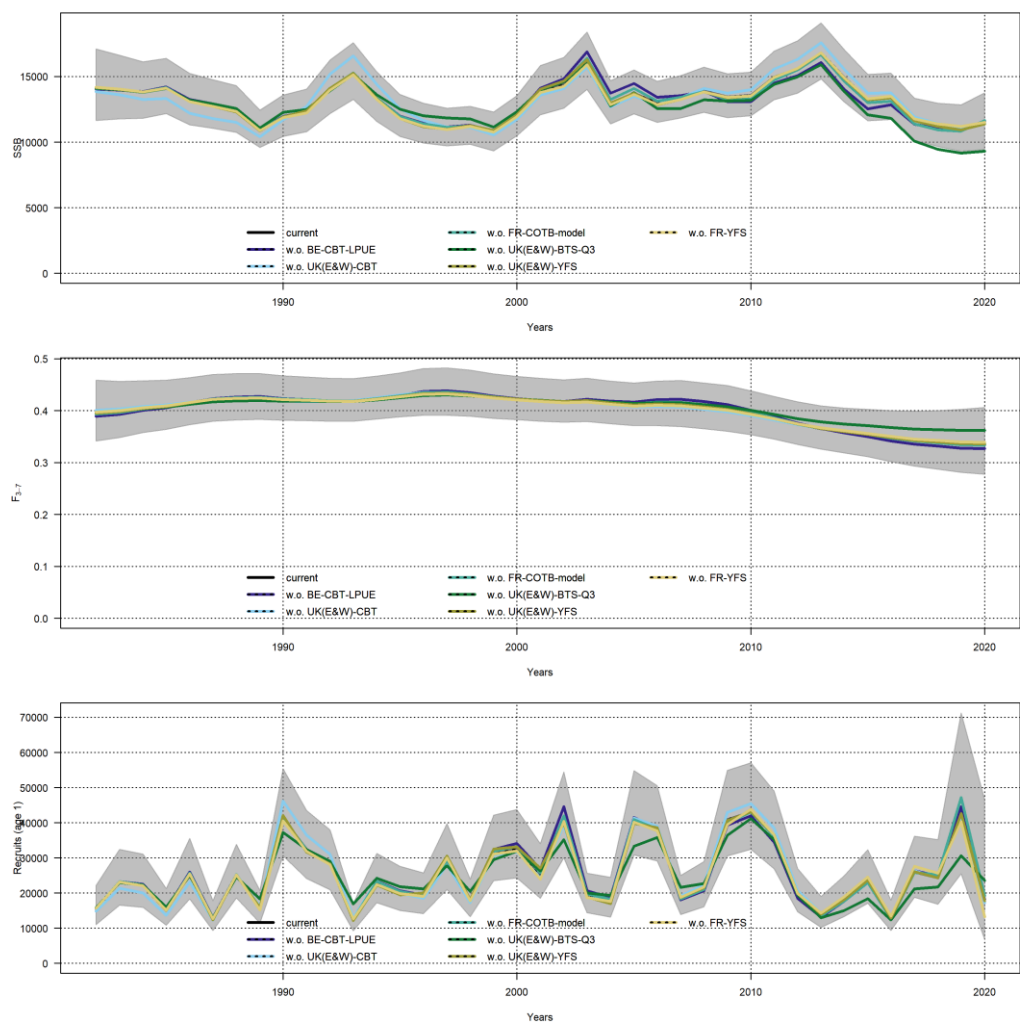 15000
10000
5000
0
SSB
current
w.o. BE-CBT-LPUE
w.o. UK(E&W)-CBT
w.o. FR-COTB-model
w.o. UK(E&W)-BTS-Q3
w.o. UK(E&W)-YFS
w.o. FR-YFS
1990 2000 2010 2020
Years
0.5
0.4
0.3
0.2
0.1
0.0
F3-7
current
w.o. BE-CBT-LPUE
w.o. UK(E&W)-CBT
w.o. FR-COTB-model
w.o. UK(E&W)-BTS-Q3
w.o. UK(E&W)-YFS
w.o. FR-YFS
1990 2000 2010 2020
Years
70000
60000
50000
40000
30000
20000
10000
0
Recruits (age 1)
current
w.o. BE-CBT-LPUE
w.o. UK(E&W)-CBT
w.o. FR-COTB-model
w.o. UK(E&W)-BTS-Q3
w.o. UK(E&W)-YFS
w.o. FR-YFS
1990 2000 2010 2020
Years